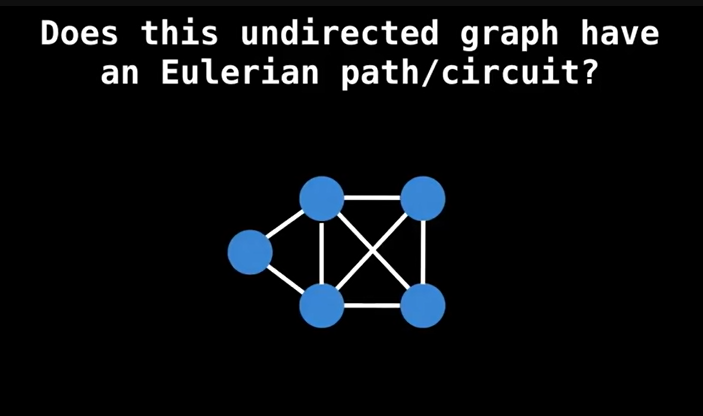 Does this undirected graph have
an Eulerian path/circuit?